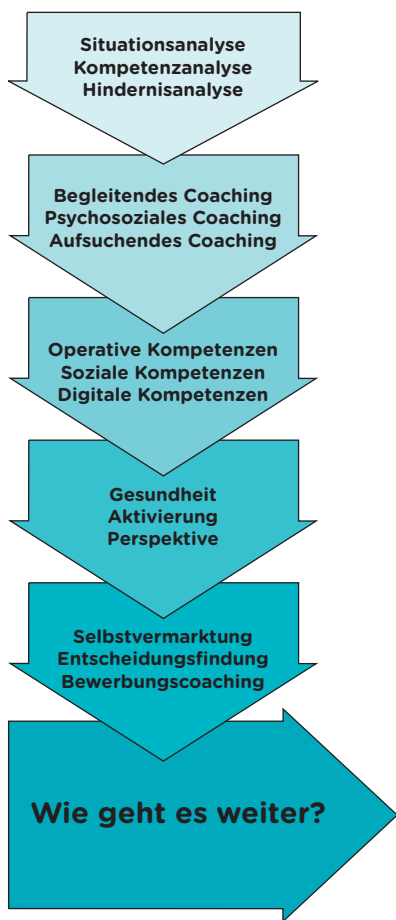 Situationsanalyse
Kompetenzanalyse
Hindernisanalyse
Begleitendes Coaching
Psychosoziales Coaching
Aufsuchendes Coaching
Operative Kompetenzen
Soziale Kompetenzen
Digitale Kompetenzen
Gesundheit
Aktivierung
Perspektive
Selbstvermarktung
Entscheidungsfindung
Bewerbungscoaching
Wie geht es weiter?